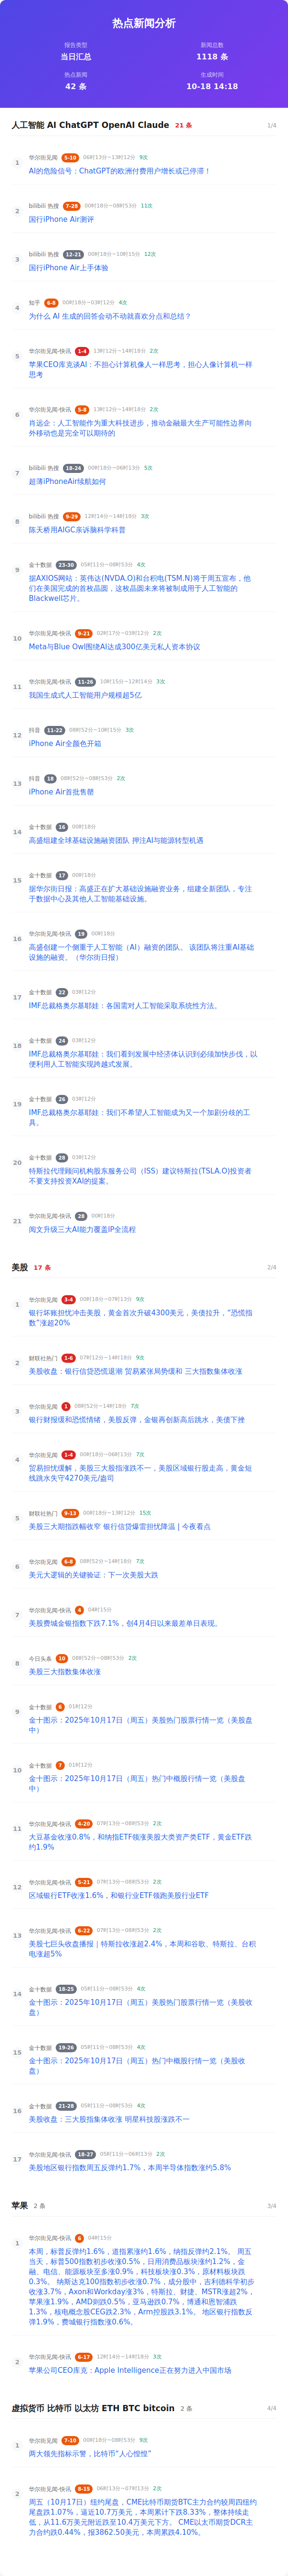 热点新闻分析
报告类型
新闻总数
当日汇总
1118 条
热点新闻
生成时间
42 条
10-18 14:18
人工智能 AI ChatGPT OpenAI Claude 21 条 1/4
1
华尔街见闻 5-10 06时13分~13时12分 9次
AI的危险信号：ChatGPT的欧洲付费用户增长或已停滞！
2
bilibili 热搜 7-28 00时18分~08时53分 11次
国行iPhone Air测评
3
bilibili 热搜 12-21 00时18分~10时15分 12次
国行iPhone Air上手体验
4
知乎 6-8 00时18分~03时12分 4次
为什么 AI 生成的回答会动不动就喜欢分点和总结？
5
华尔街见闻-快讯 1-4 13时12分~14时18分 2次
苹果CEO库克谈AI：不担心计算机像人一样思考，担心人像计算机一样
思考
6
华尔街见闻-快讯 5-8 13时12分~14时18分 2次
肖远企：人工智能作为重大科技进步，推动金融最大生产可能性边界向
外移动也是完全可以期待的
7
bilibili 热搜 18-24 00时18分~06时13分 5次
超薄iPhoneAir续航如何
8
bilibili 热搜 9-29 12时14分~14时18分 3次
陈天桥用AIGC亲诉脑科学科普
9
金十数据 23-30 05时11分~08时53分 4次
据AXIOS网站：英伟达(NVDA.O)和台积电(TSM.N)将于周五宣布，他
们在美国完成的首枚晶圆，这枚晶圆未来将被制成用于人工智能的
Blackwell芯片。
10
华尔街见闻-快讯 9-21 02时17分~03时12分 2次
Meta与Blue Owl围绕AI达成300亿美元私人资本协议
11
华尔街见闻-快讯 11-26 10时15分~12时14分 3次
我国生成式人工智能用户规模超5亿
12
抖音 11-22 08时52分~10时15分 3次
iPhone Air全颜色开箱
13
抖音 18 08时52分~08时53分 2次
iPhone Air首批售罄
14
金十数据 16 00时18分
高盛组建全球基础设施融资团队 押注AI与能源转型机遇
15
金十数据 17 00时18分
据华尔街日报：高盛正在扩大基础设施融资业务，组建全新团队，专注
于数据中心及其他人工智能基础设施。
16
华尔街见闻-快讯 19 00时18分
高盛创建一个侧重于人工智能（AI）融资的团队。 该团队将注重AI基础
设施的融资。（华尔街日报）
17
金十数据 22 03时12分
IMF总裁格奥尔基耶娃：各国需对人工智能采取系统性方法。
18
金十数据 24 03时12分
IMF总裁格奥尔基耶娃：我们看到发展中经济体认识到必须加快步伐，以
便利用人工智能实现跨越式发展。
19
金十数据 26 03时12分
IMF总裁格奥尔基耶娃：我们不希望人工智能成为又一个加剧分歧的工
具。
20
金十数据 28 03时12分
特斯拉代理顾问机构股东服务公司（ISS）建议特斯拉(TSLA.O)投资者
不要支持投资XAI的提案。
21
华尔街见闻-快讯 28 00时18分
阅文升级三大AI能力覆盖IP全流程
美股 17 条 2/4
1
华尔街见闻 3-4 00时18分~07时13分 9次
银行坏账担忧冲击美股，黄金首次升破4300美元，美债拉升，“恐慌指
数”涨超20%
2
财联社热门 1-6 07时12分~14时18分 9次
美股收盘：银行信贷恐慌退潮 贸易紧张局势缓和 三大指数集体收涨
3
华尔街见闻 1 08时52分~14时18分 7次
银行财报缓和恐慌情绪，美股反弹，金银再创新高后跳水，美债下挫
4
华尔街见闻 1-4 00时18分~06时13分 7次
贸易担忧缓解，美股三大股指涨跌不一，美股区域银行股走高，黄金短
线跳水失守4270美元/盎司
5
财联社热门 9-13 00时18分~13时12分 15次
美股三大期指跌幅收窄 银行信贷爆雷担忧降温 | 今夜看点
6
华尔街见闻 6-8 08时52分~14时18分 7次
美元大逻辑的关键验证：下一次美股大跌
7
华尔街见闻-快讯 4 04时15分
美股费城金银指数下跌7.1%，创4月4日以来最差单日表现。
8
今日头条 10 08时52分~08时53分 2次
美股三大指数集体收涨
9
金十数据 6 01时12分
金十图示：2025年10月17日（周五）美股热门股票行情一览（美股盘
中）
10
金十数据 7 01时12分
金十图示：2025年10月17日（周五）热门中概股行情一览（美股盘
中）
11
华尔街见闻-快讯 4-20 07时13分~08时53分 2次
大豆基金收涨0.8%，和纳指ETF领涨美股大类资产类ETF，黄金ETF跌
约1.9%
12
华尔街见闻-快讯 5-21 07时13分~08时53分 2次
区域银行ETF收涨1.6%，和银行业ETF领跑美股行业ETF
13
华尔街见闻-快讯 6-22 07时13分~08时53分 2次
美股七巨头收盘播报｜特斯拉收涨超2.4%，本周和谷歌、特斯拉、台积
电涨超5%
14
金十数据 18-25 05时11分~08时53分 4次
金十图示：2025年10月17日（周五）美股热门股票行情一览（美股收
盘）
15
金十数据 19-26 05时11分~08时53分 4次
金十图示：2025年10月17日（周五）热门中概股行情一览（美股收
盘）
16
金十数据 21-28 05时11分~08时53分 4次
美股收盘：三大股指集体收涨 明星科技股涨跌不一
17
华尔街见闻-快讯 18-27 05时11分~06时13分 2次
美股地区银行指数周五反弹约1.7%，本周半导体指数涨约5.8%
苹果 2 条 3/4
1
华尔街见闻-快讯 6 04时15分
本周，标普反弹约1.7%，道指累涨约1.6%，纳指反弹约2.1%。 周五
当天，标普500指数初步收涨0.5%，日用消费品板块涨约1.2%，金
融、电信、能源板块至多涨0.9%，科技板块涨0.3%，原材料板块跌
0.3%。 纳斯达克100指数初步收涨0.7%，成分股中，吉利德科学初步
收涨3.7%，Axon和Workday涨3%，特斯拉、财捷、MSTR涨超2%，
苹果涨1.9%，AMD则跌0.5%，亚马逊跌0.7%，博通和恩智浦跌
1.3%，核电概念股CEG跌2.3%，Arm控股跌3.1%。 地区银行指数反
弹1.9%，费城银行指数涨0.6%。
2
华尔街见闻-快讯 6-17 12时14分~14时18分 3次
苹果公司CEO库克：Apple Intelligence正在努力进入中国市场
虚拟货币 比特币 以太坊 ETH BTC bitcoin 2 条 4/4
1
华尔街见闻 7-10 00时18分~08时53分 9次
两大领先指标示警，比特币“人心惶惶”
2
华尔街见闻-快讯 8-19 06时13分~07时13分 2次
周五（10月17日）纽约尾盘，CME比特币期货BTC主力合约较周四纽约
尾盘跌1.07%，逼近10.7万美元，本周累计下跌8.33%，整体持续走
低，从11.6万美元附近跌至10.4万美元下方。 CME以太币期货DCR主
力合约跌0.44%，报3862.50美元，本周累跌4.10%。